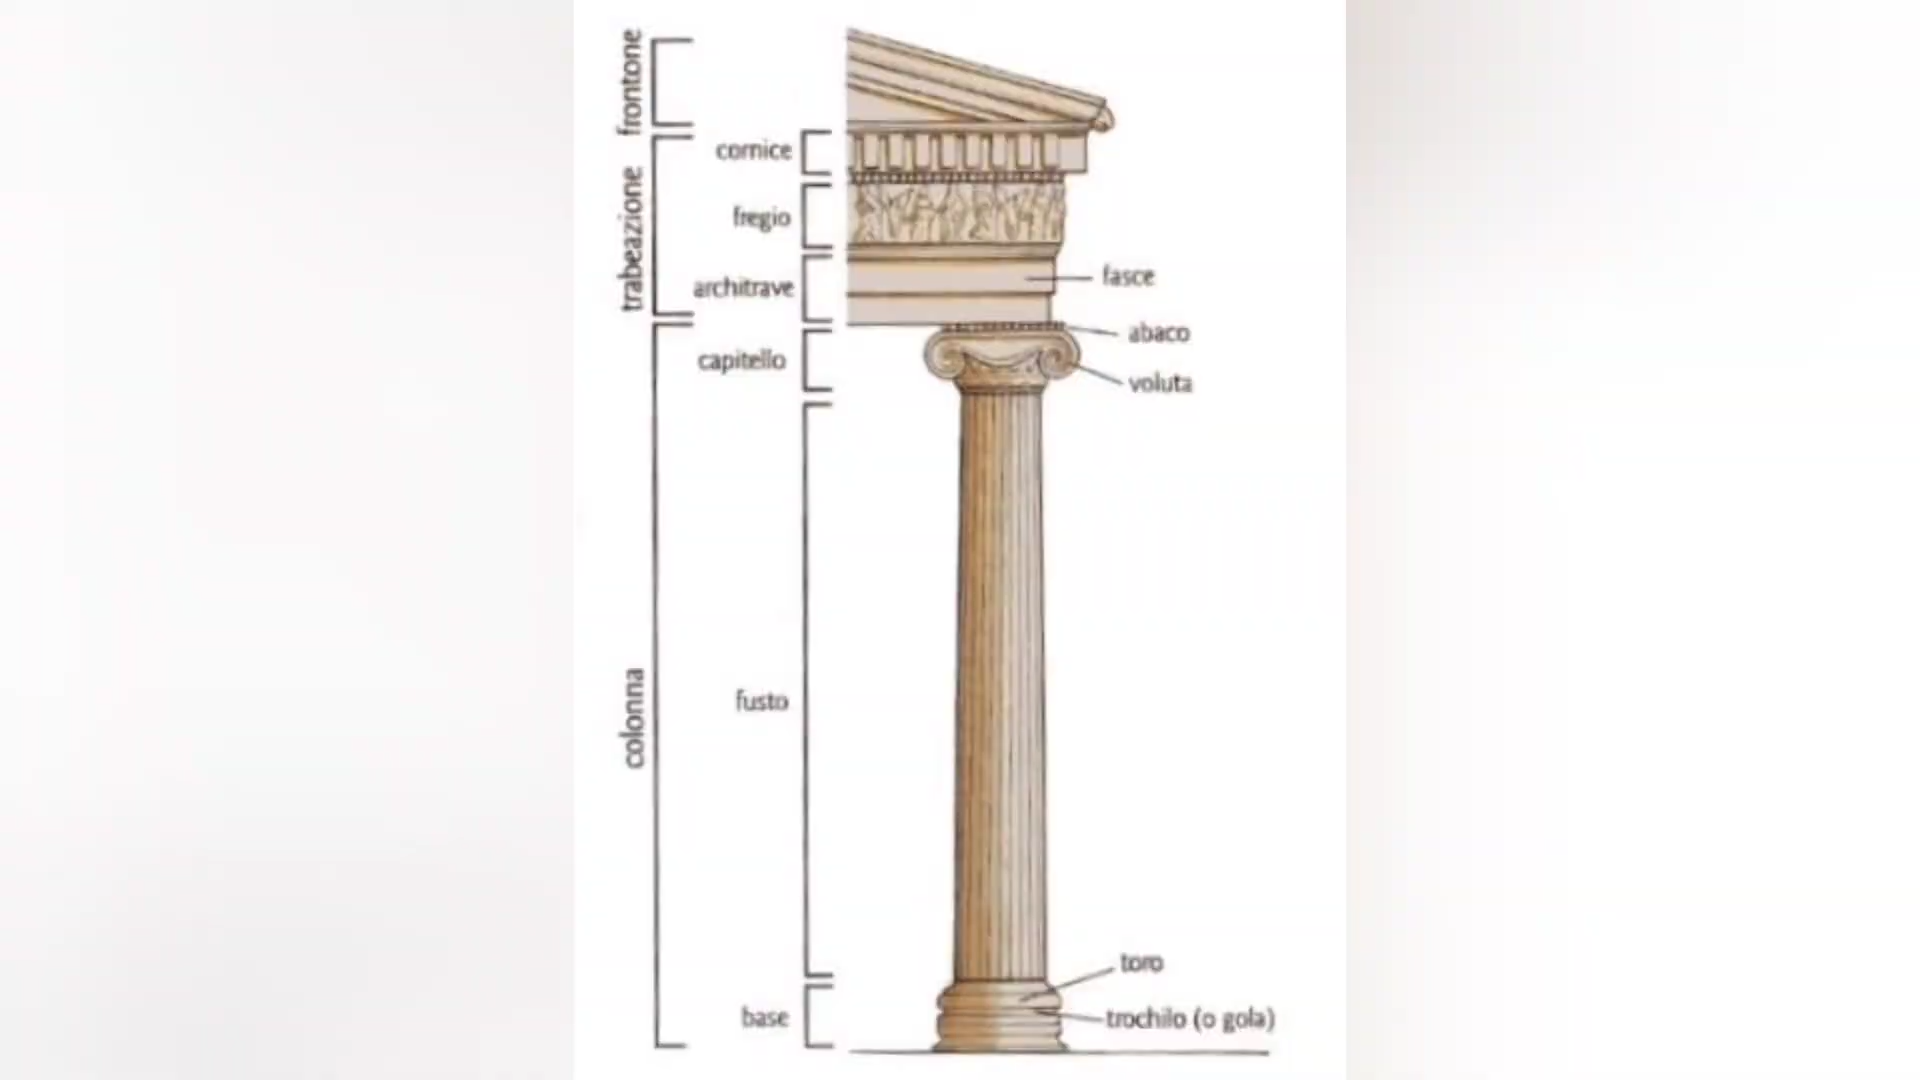 frontone
cornice
trabeazione
fregio
architrave
fasce
abaco
capitello
voluta
colonna
fusto
toro
base
trochilo (o gola)